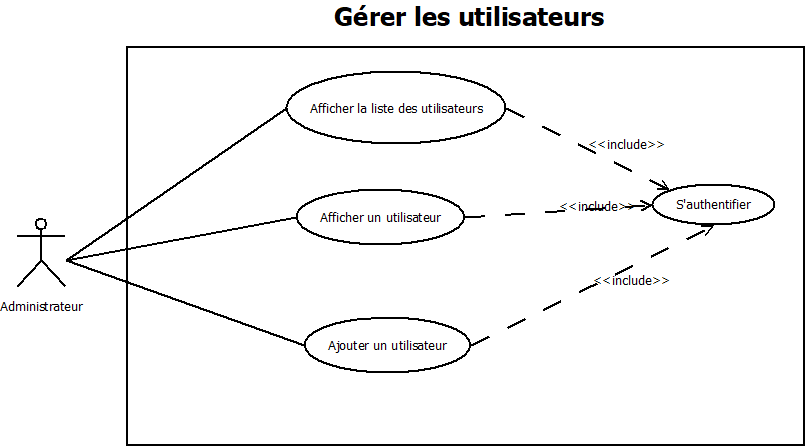 Gérer les utilisateurs
Afficher la liste des utilisateurs
<<include>>
S'authentifier
<<include>>
Afficher un utilisateur
<<include>>
Administrateur
Ajouter un utilisateur